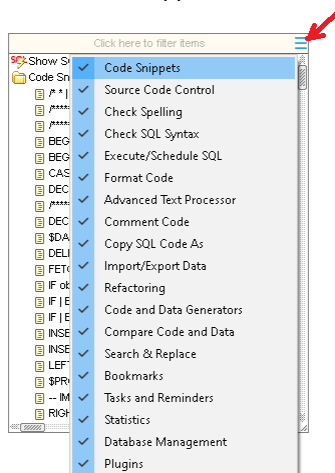 Click here to filter items
Show S
Code Sn
Code Snippets
/* * |
Source Code Control
/****
Check Spelling
/****
Check SQL Syntax
BEG
BEG
Execute/Schedule SQL
CAS
Format Code
DEC
Advanced Text Processor
/****
Comment Code
DEC
$DA
Copy SQL Code As
DELI
Import/Export Data
FETC
Refactoring
IF ob
IF | E
Code and Data Generators
IF | E
Compare Code and Data
INSE
INSE
Search & Replace
LEFT
Bookmarks
$PR
Tasks and Reminders
-- IM
Statistics
RIGH
Database Management
Plugins